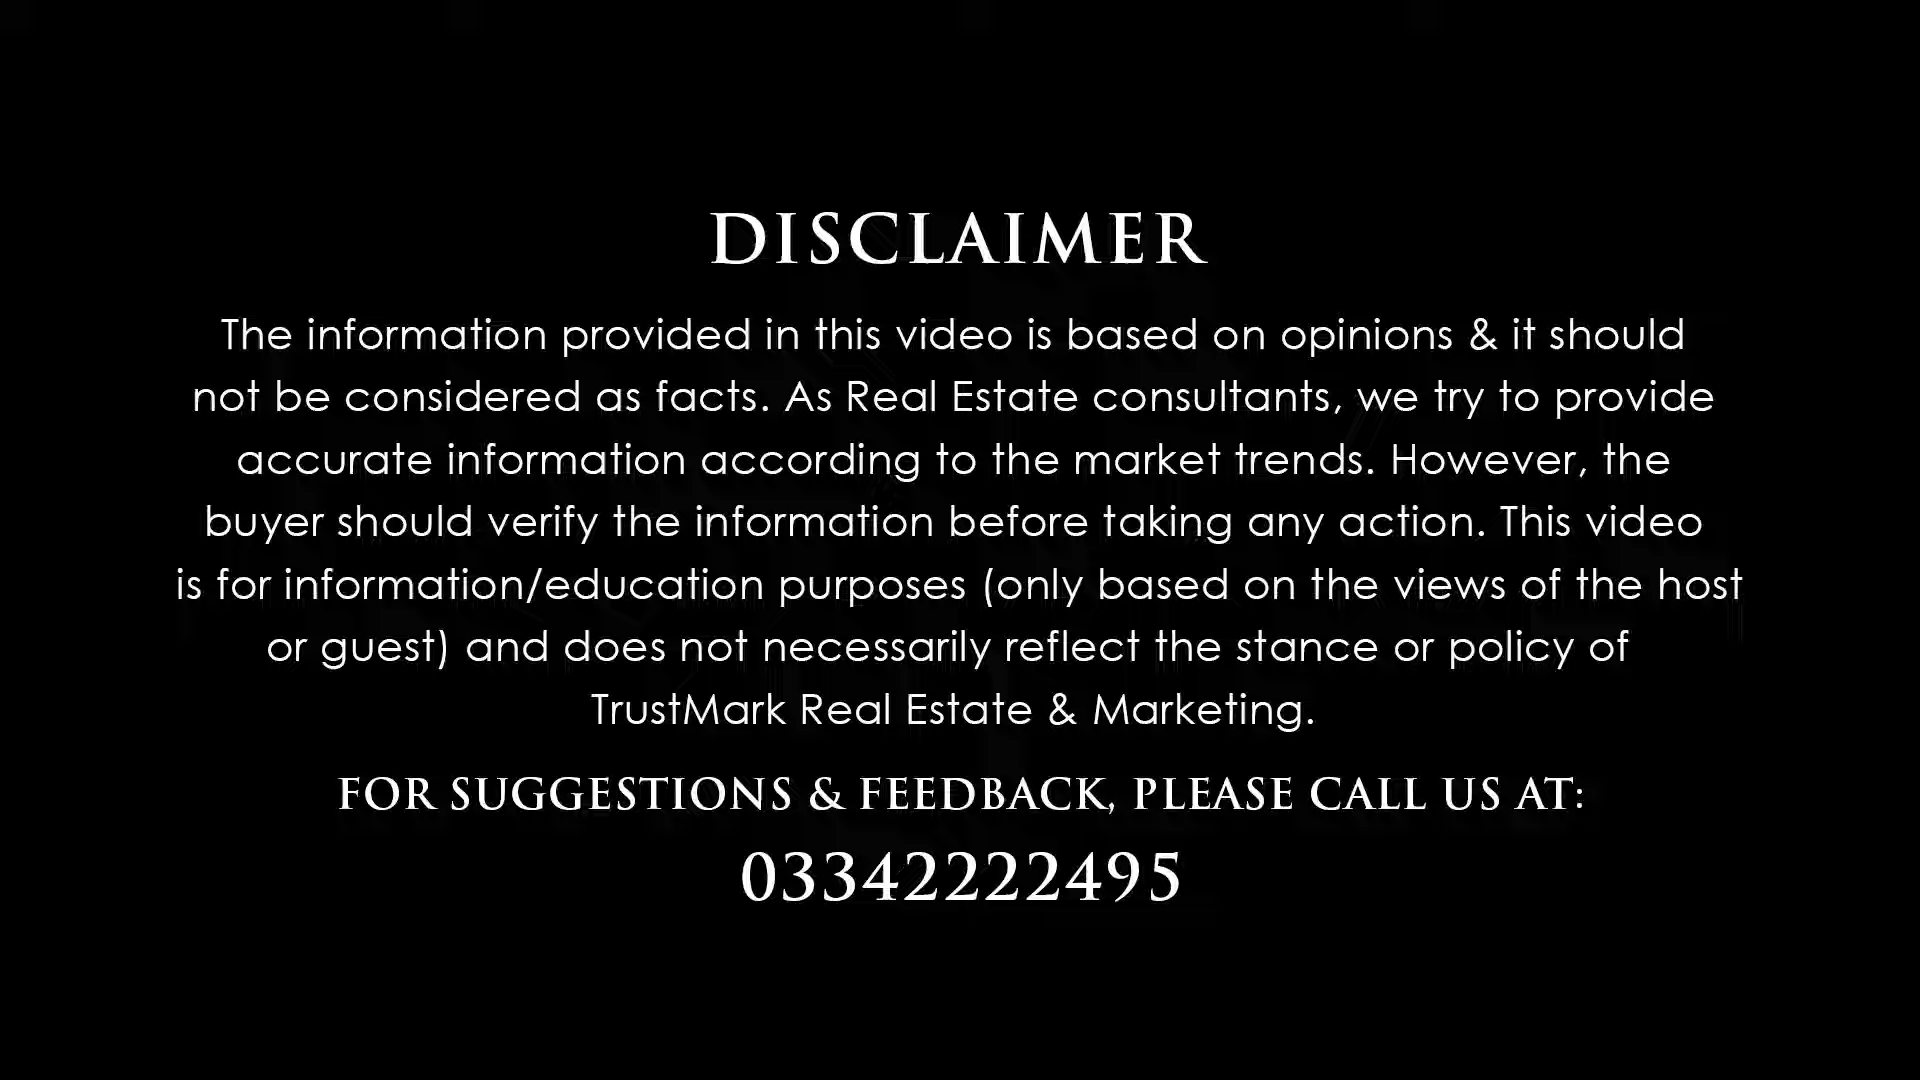 DISCLAIMER
The information provided in this video is based on opinions & it should
not be considered as facts. As Real Estate consultants, we try to provide
accurate information according to the market trends. However, the
buyer should verify the information before taking any action. This video
is for information/education purposes (only based on the views of the host
or guest) and does not necessarily reflect the stance or policy of
TrustMark Real Estate & Marketing.
FOR SUGGESTIONS & FEEDBACK, PLEASE CALL US AT:
03342222495